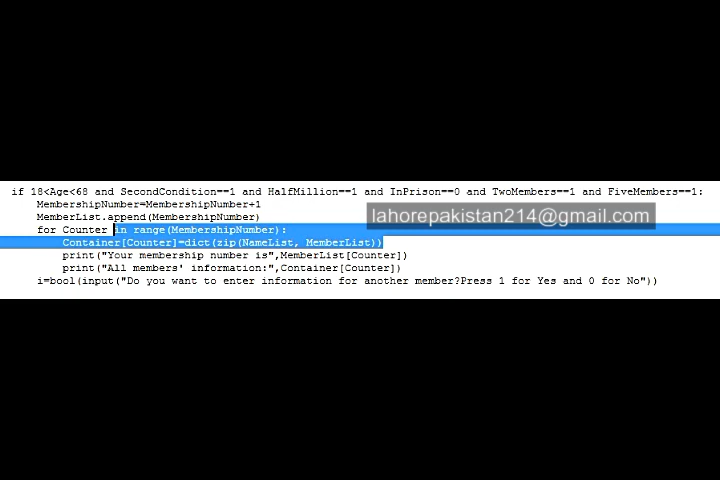 if 18<Age<68 and SecondCondition==1 and HalfMillion==1 and InPrison==0 and TwoMembers==1 and FiveMembers==1:
    MembershipNumber=MembershipNumber+1
    MemberList.append(MembershipNumber)
lahorepakistan214@gmail.com
    for Counter in range(MembershipNumber):
        Container[Counter]=dict(zip(NameList, MemberList))
        print("Your membership number is",MemberList[Counter])
        print("All members' information:",Container[Counter])
    i=bool(input("Do you want to enter information for another member?Press 1 for Yes and 0 for No"))